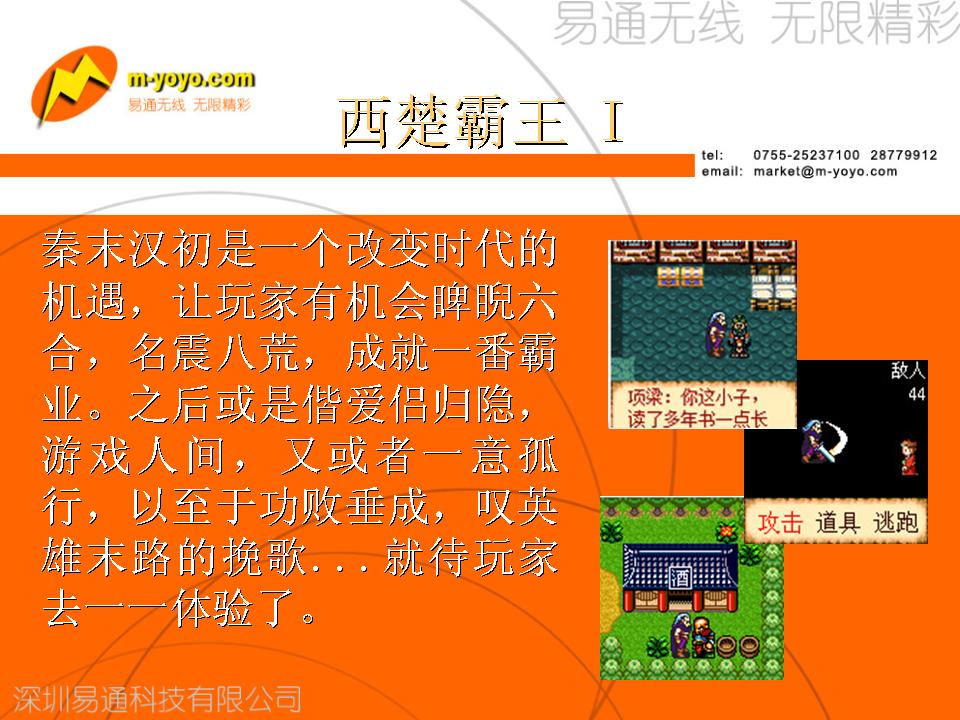 易通无线 无限精彩
m-yoyo.com
易通无线 无限精彩
西楚霸王 I
tel: 0755-25237100 28779912
email: market@m-yoyo.com
秦末汉初是一个改变时代的
机遇，让玩家有机会睥睨六
合，名震八荒，成就一番霸
业。之后或是偕爱侣归隐，
游戏人间，又或者一意孤
行，以至于功败垂成，叹英
雄末路的挽歌...就待玩家
去一一体验了。
项梁：你这小子，
读了多年书一点长
敌人
44
攻击 道具 逃跑
酒
深圳易通科技有限公司